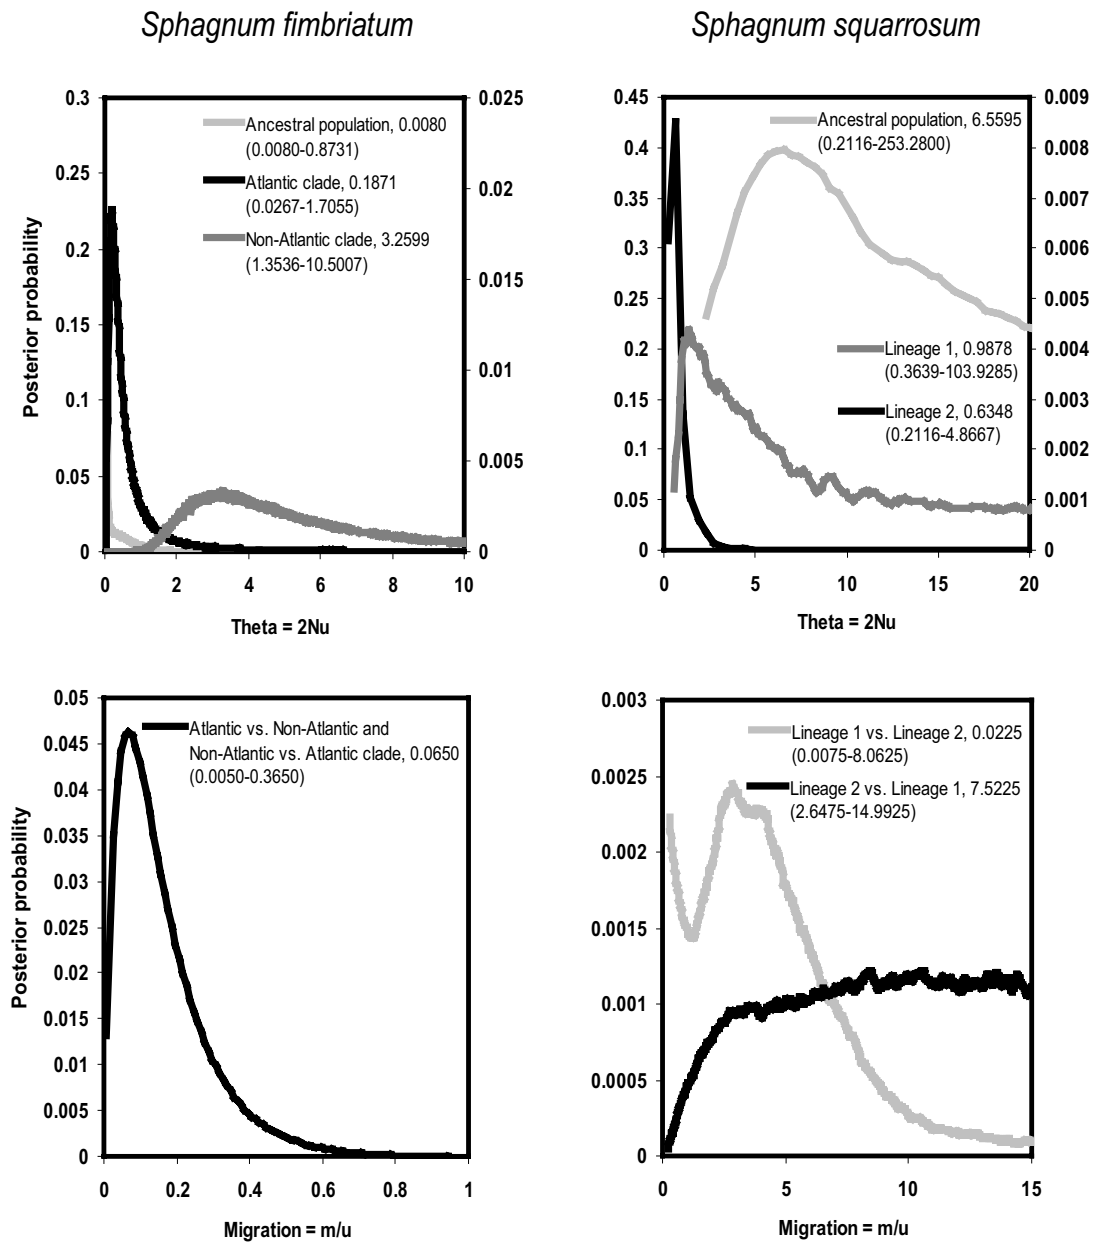 Sphagnum fimbriatum
Sphagnum squarrosum
0.3
0.25
0.2
0.15
0.1
0.05
0
0.025
0.02
0.015
0.01
0.005
0
Posterior probability
Ancestral population, 0.0080
(0.0080-0.8731)
Atlantic clade, 0.1871
(0.0267-1.7055)
Non-Atlantic clade, 3.2599
(1.3536-10.5007)
0 2 4 6 8 10
Theta = 2Nu
0.45
0.4
0.35
0.3
0.25
0.2
0.15
0.1
0.05
0
0.009
0.008
0.007
0.006
0.005
0.004
0.003
0.002
0.001
0
Ancestral population, 6.5595
(0.2116-253.2800)
Lineage 1, 0.9878
(0.3639-103.9285)
Lineage 2, 0.6348
(0.2116-4.8667)
0 5 10 15 20
Theta = 2Nu
0.05
0.045
0.04
0.035
0.03
0.025
0.02
0.015
0.01
0.005
0
Posterior probability
Atlantic vs. Non-Atlantic and
Non-Atlantic vs. Atlantic clade, 0.0650
(0.0050-0.3650)
0 0.2 0.4 0.6 0.8 1
Migration = m/u
0.003
0.0025
0.002
0.0015
0.001
0.0005
0
Lineage 1 vs. Lineage 2, 0.0225
(0.0075-8.0625)
Lineage 2 vs. Lineage 1, 7.5225
(2.6475-14.9925)
0 5 10 15
Migration = m/u